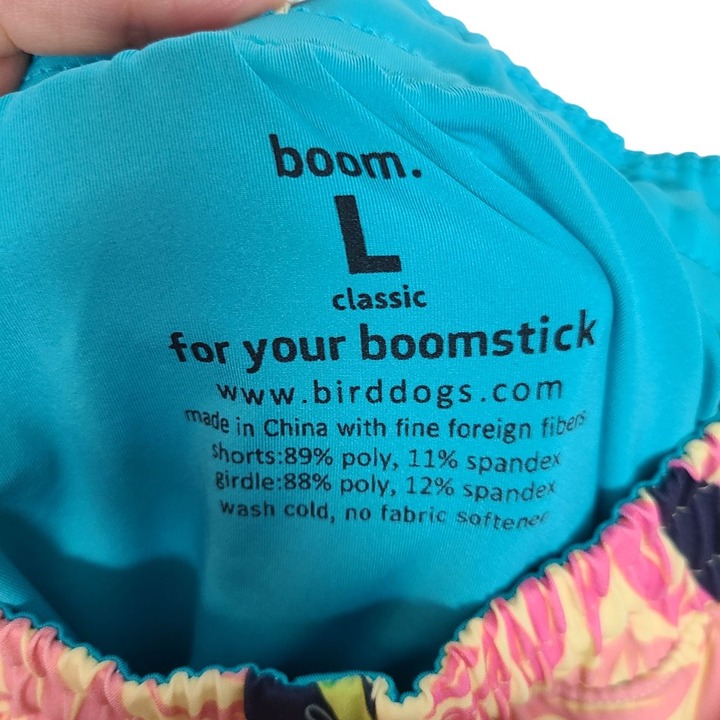 boom.
L
classic
for your boomstick
www.birddogs.com
made in China with fine foreign fibers
shorts:89% poly, 11% spandex
girdle:88% poly, 12% spandex
wash cold, no fabric softener